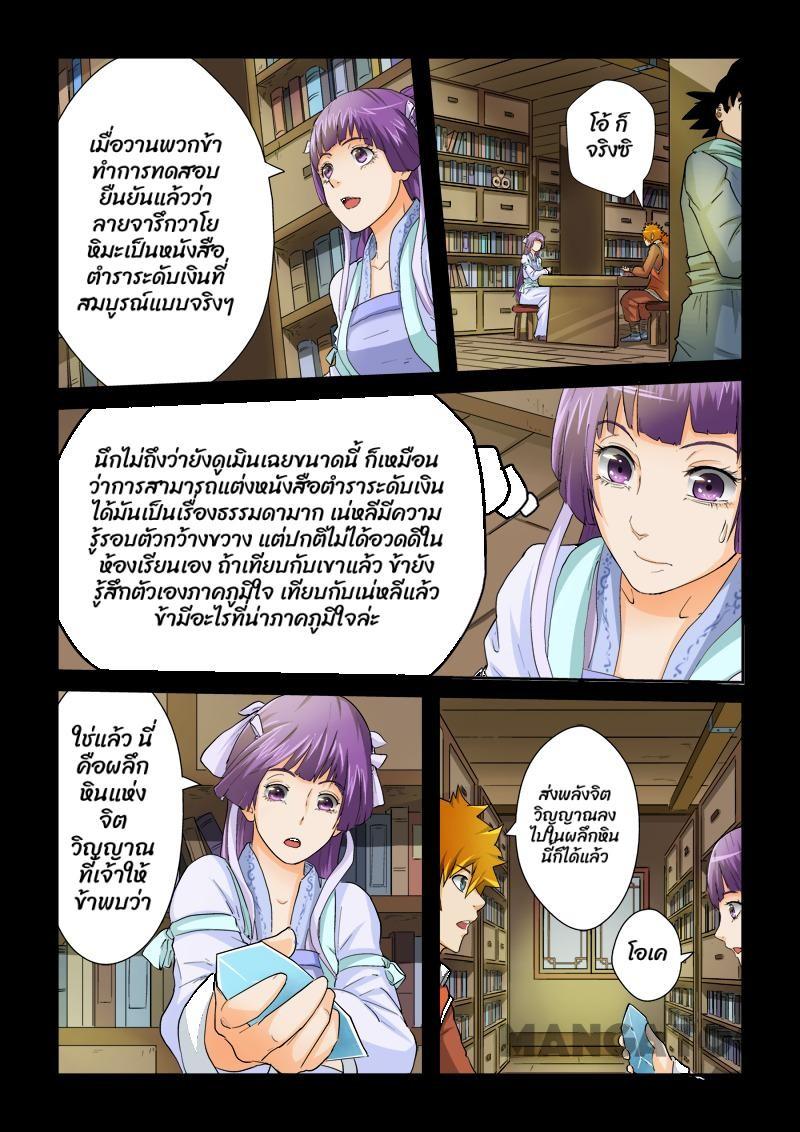 เมื่อวานพวกข้า
ทำการทดสอบ
ยืนยันแล้วว่า
ลายจารึกวาโย
หิมะเป็นหนังสือ
ตำราระดับเงินที่
สมบูรณ์แบบจริงๆ
โอ้ ก็
จริงซิ
นึกไม่ถึงว่ายังดูเมินเฉยขนาดนี้ ก็เหมือน
ว่าการสามารถแต่งหนังสือตำราระดับเงิน
ได้มันเป็นเรื่องธรรมดามาก เน่หลีมีความ
รู้รอบตัวกว้างขวาง แต่ปกติไม่ได้อวดดีใน
ห้องเรียนเอง ถ้าเทียบกับเขาแล้ว ข้ายัง
รู้สึกตัวเองภาคภูมิใจ เทียบกับเน่หลีแล้ว
ข้ามีอะไรที่น่าภาคภูมิใจล่ะ
ใช่แล้ว นี่
คือผลึก
หินแห่ง
จิต
วิญญาณ
ที่เจ้าให้
ข้าพบว่า
ส่งพลังจิต
วิญญาณลง
ไปในผลึกหิน
นี้ก็ได้แล้ว
โอเค